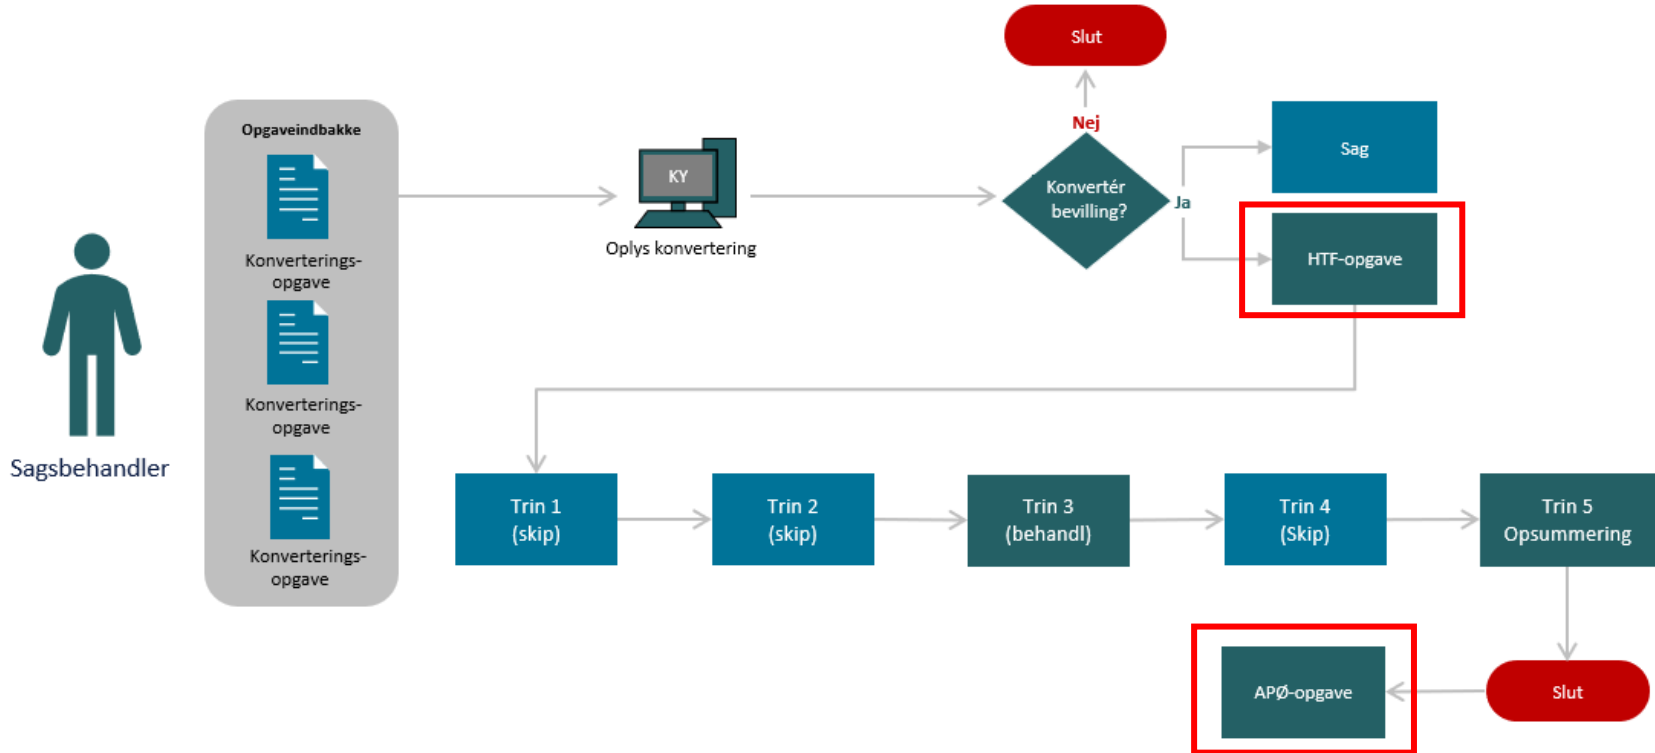 Slut
Opgaveindbakke
Nej
Sag
KY
Konvertér
bevilling?
Ja
Oplys konvertering
Konverterings-
opgave
HTF-opgave
Konverterings-
opgave
Sagsbehandler
Konverterings-
opgave
Trin 1
(skip)
Trin 2
(skip)
Trin 3
(behandl)
Trin 4
(Skip)
Trin 5
Opsummering
APØ-opgave
Slut